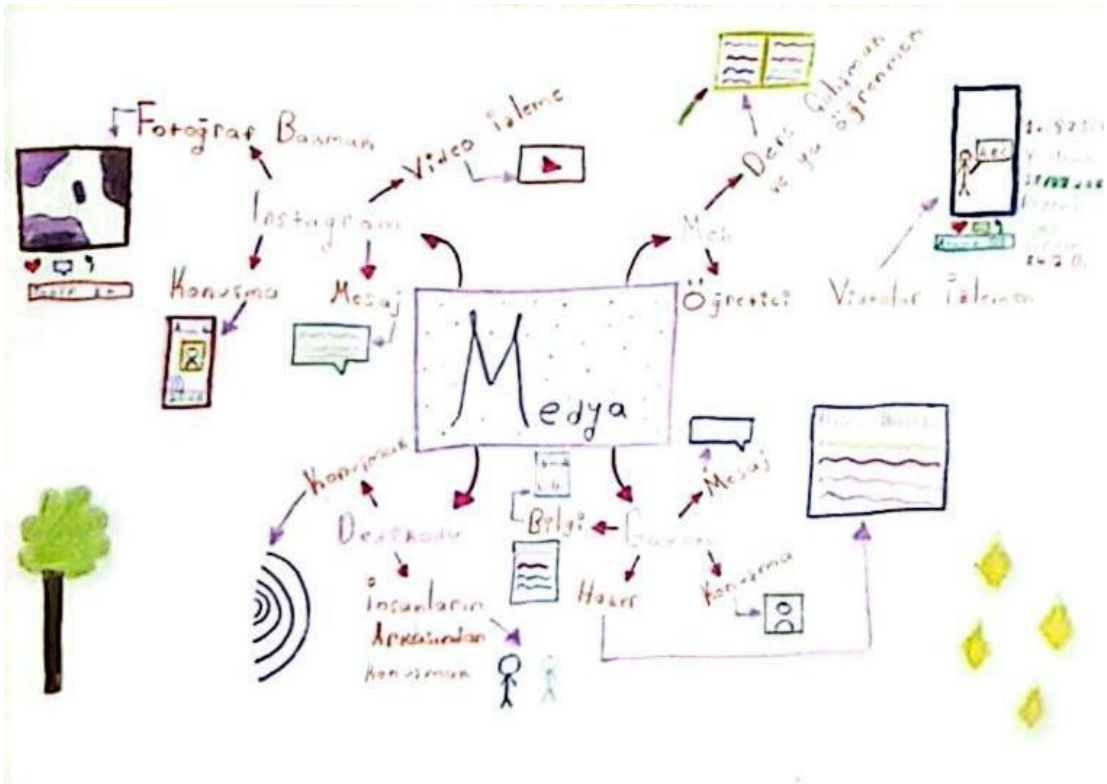 Fotoğraf Basmak
Video İzleme
Instagram
Konuşma
Mesaj
Ders Çalışmak
ve ya Öğrenmek
Meb
Öğretici
Videolar İzlemek
Medya
Konuşmak
Dedikodu
İnsanların
Arkasından
Konuşmak
Mesaj
Bilgi
Haber
Konuşma